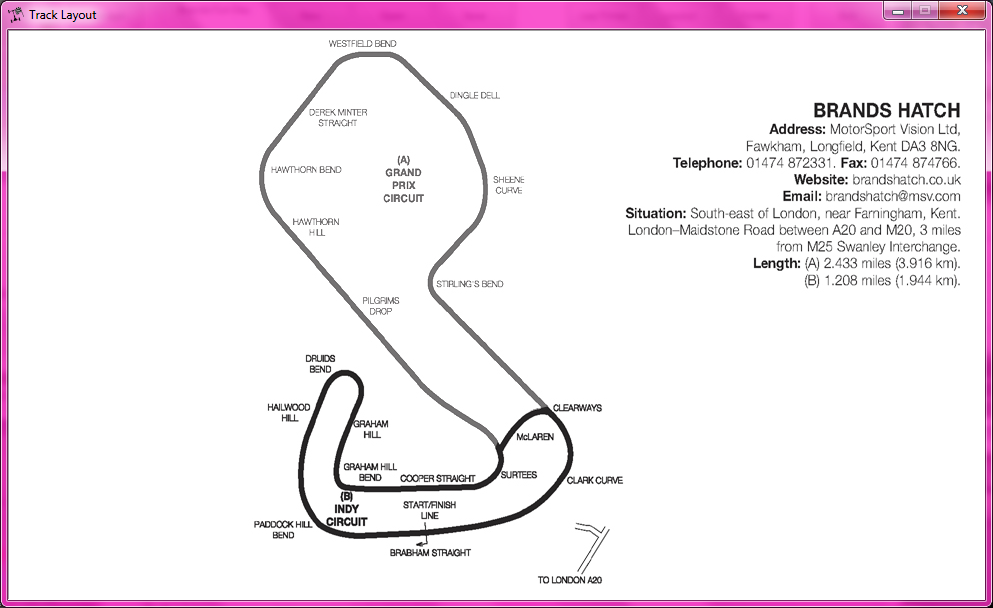 Track Layout
WESTFIELD BEND
DINGLE DELL
DEREK MINTER
STRAIGHT
HAWTHORN BEND
(A)
GRAND
PRIX
CIRCUIT
SHEENE
CURVE
HAWTHORN
HILL
STIRLING'S BEND
PILGRIMS
DROP
DRUIDS
BEND
HAILWOOD
HILL
GRAHAM
HILL
CLEARWAYS
McLAREN
GRAHAM HILL
BEND
COOPER STRAIGHT
SURTEES
CLARK CURVE
(B)
INDY
CIRCUIT
START/FINISH
LINE
PADDOCK HILL
BEND
BRABHAM STRAIGHT
TO LONDON A20
BRANDS HATCH
Address: MotorSport Vision Ltd,
Fawkham, Longfield, Kent DA3 8NG.
Telephone: 01474 872331. Fax: 01474 874766.
Website: brandshatch.co.uk
Email: brandshatch@msv.com
Situation: South-east of London, near Farningham, Kent.
London–Maidstone Road between A20 and M20, 3 miles
from M25 Swanley Interchange.
Length: (A) 2.433 miles (3.916 km).
(B) 1.208 miles (1.944 km).